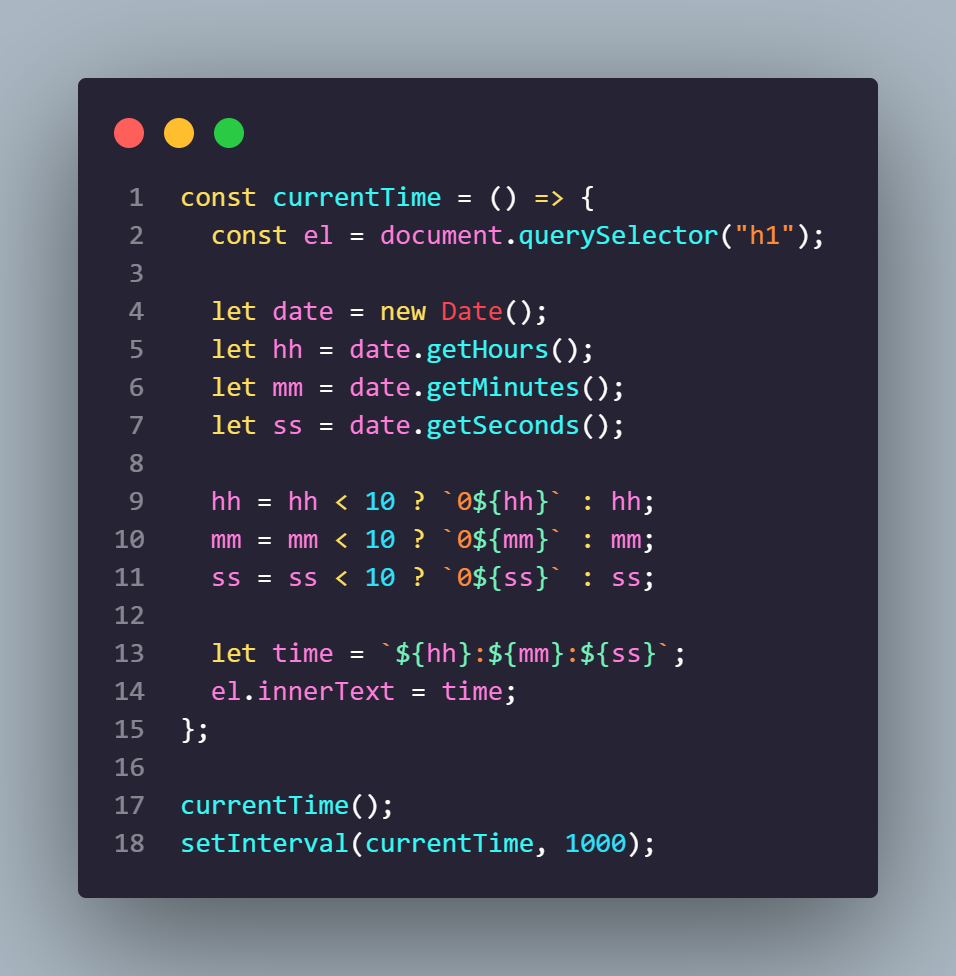 1 const currentTime = () => {
2   const el = document.querySelector("h1");
3
4   let date = new Date();
5   let hh = date.getHours();
6   let mm = date.getMinutes();
7   let ss = date.getSeconds();
8
9   hh = hh < 10 ? `0${hh}` : hh;
10   mm = mm < 10 ? `0${mm}` : mm;
11   ss = ss < 10 ? `0${ss}` : ss;
12
13   let time = `${hh}:${mm}:${ss}`;
14   el.innerText = time;
15 };
16
17 currentTime();
18 setInterval(currentTime, 1000);